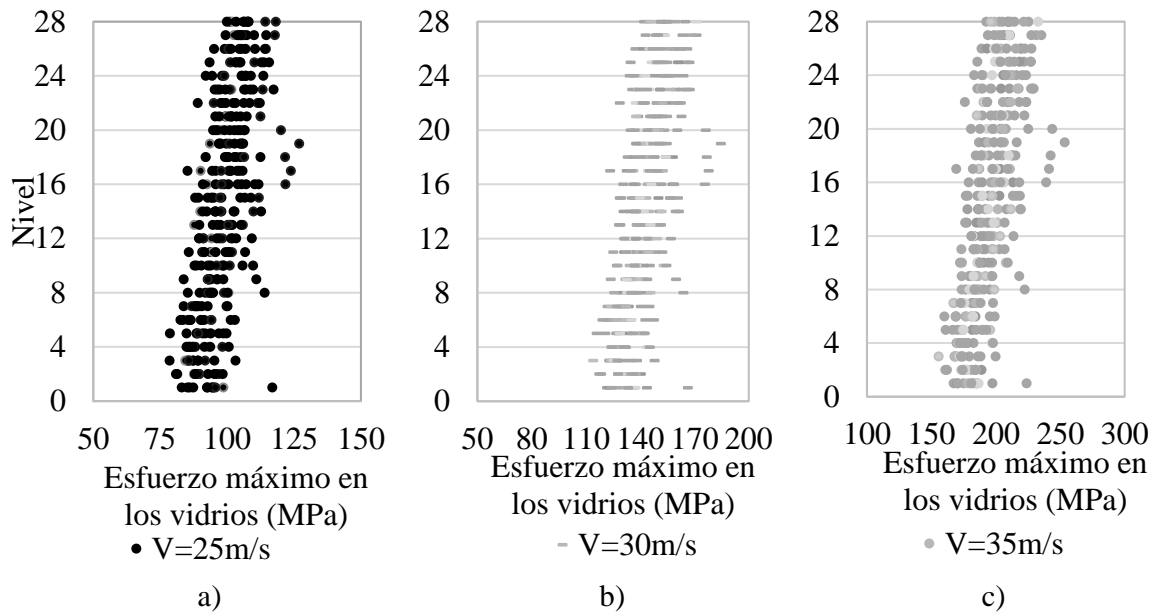 Nivel
28
24
20
16
12
8
4
0
50 75 100 125 150
Esfuerzo máximo en
los vidrios (MPa)
V=25m/s
a)
28
24
20
16
12
8
4
0
50 80 110 140 170 200
Esfuerzo máximo en
los vidrios (MPa)
V=30m/s
b)
28
24
20
16
12
8
4
0
100 150 200 250 300
Esfuerzo máximo en
los vidrios (MPa)
V=35m/s
c)